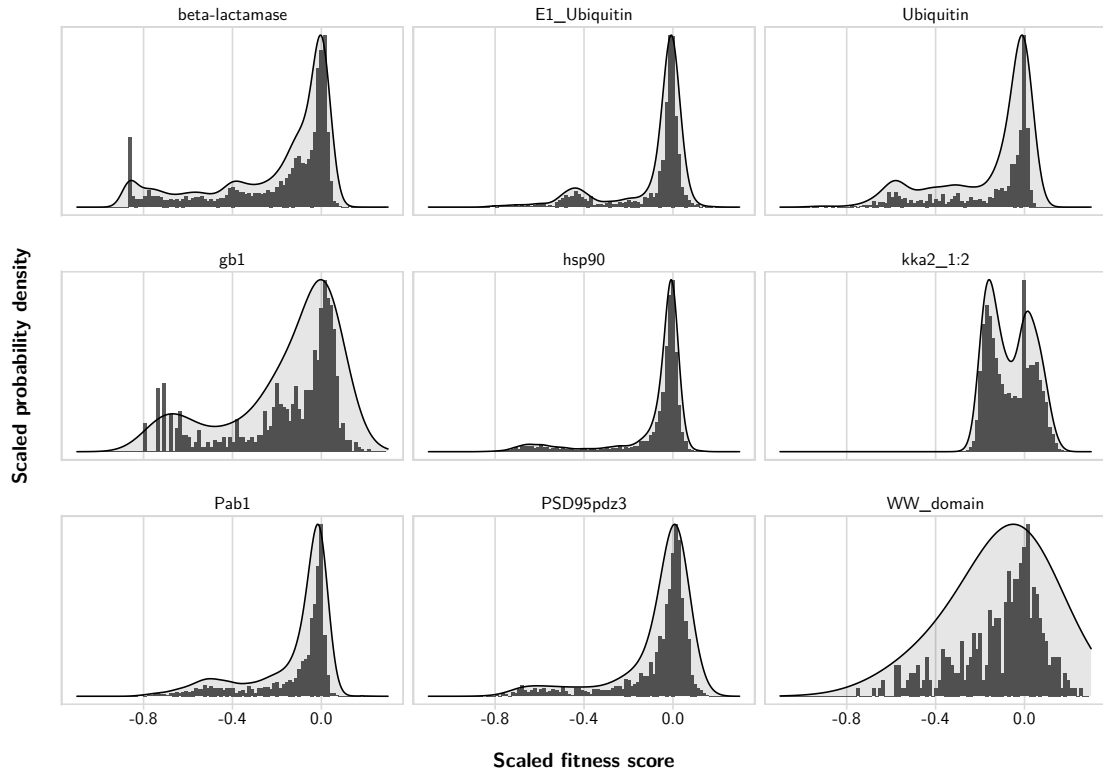 beta-lactamase
E1_Ubiquitin
Ubiquitin
gb1
hsp90
kka2_1:2
Scaled probability density
Pab1
PSD95pdz3
WW_domain
-0.8 -0.4 0.0
-0.8 -0.4 0.0
-0.8 -0.4 0.0
Scaled fitness score